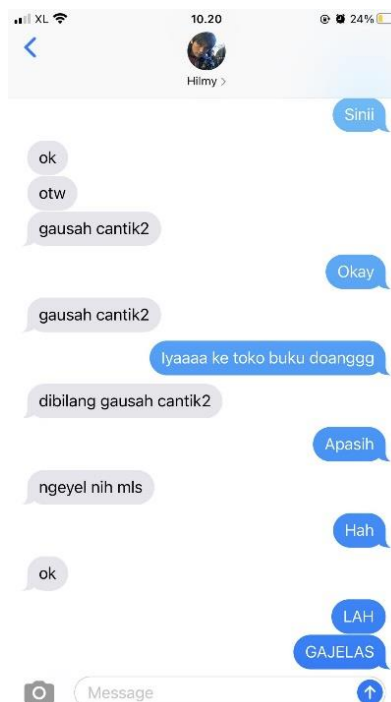 XL
10.20
24%
Hilmy >
Sinii
ok
otw
gausah cantik2
Okay
gausah cantik2
Iyaaaa ke toko buku doanggg
dibilang gausah cantik2
Apasih
ngeyel nih mls
Hah
ok
LAH
GAJELAS
Message